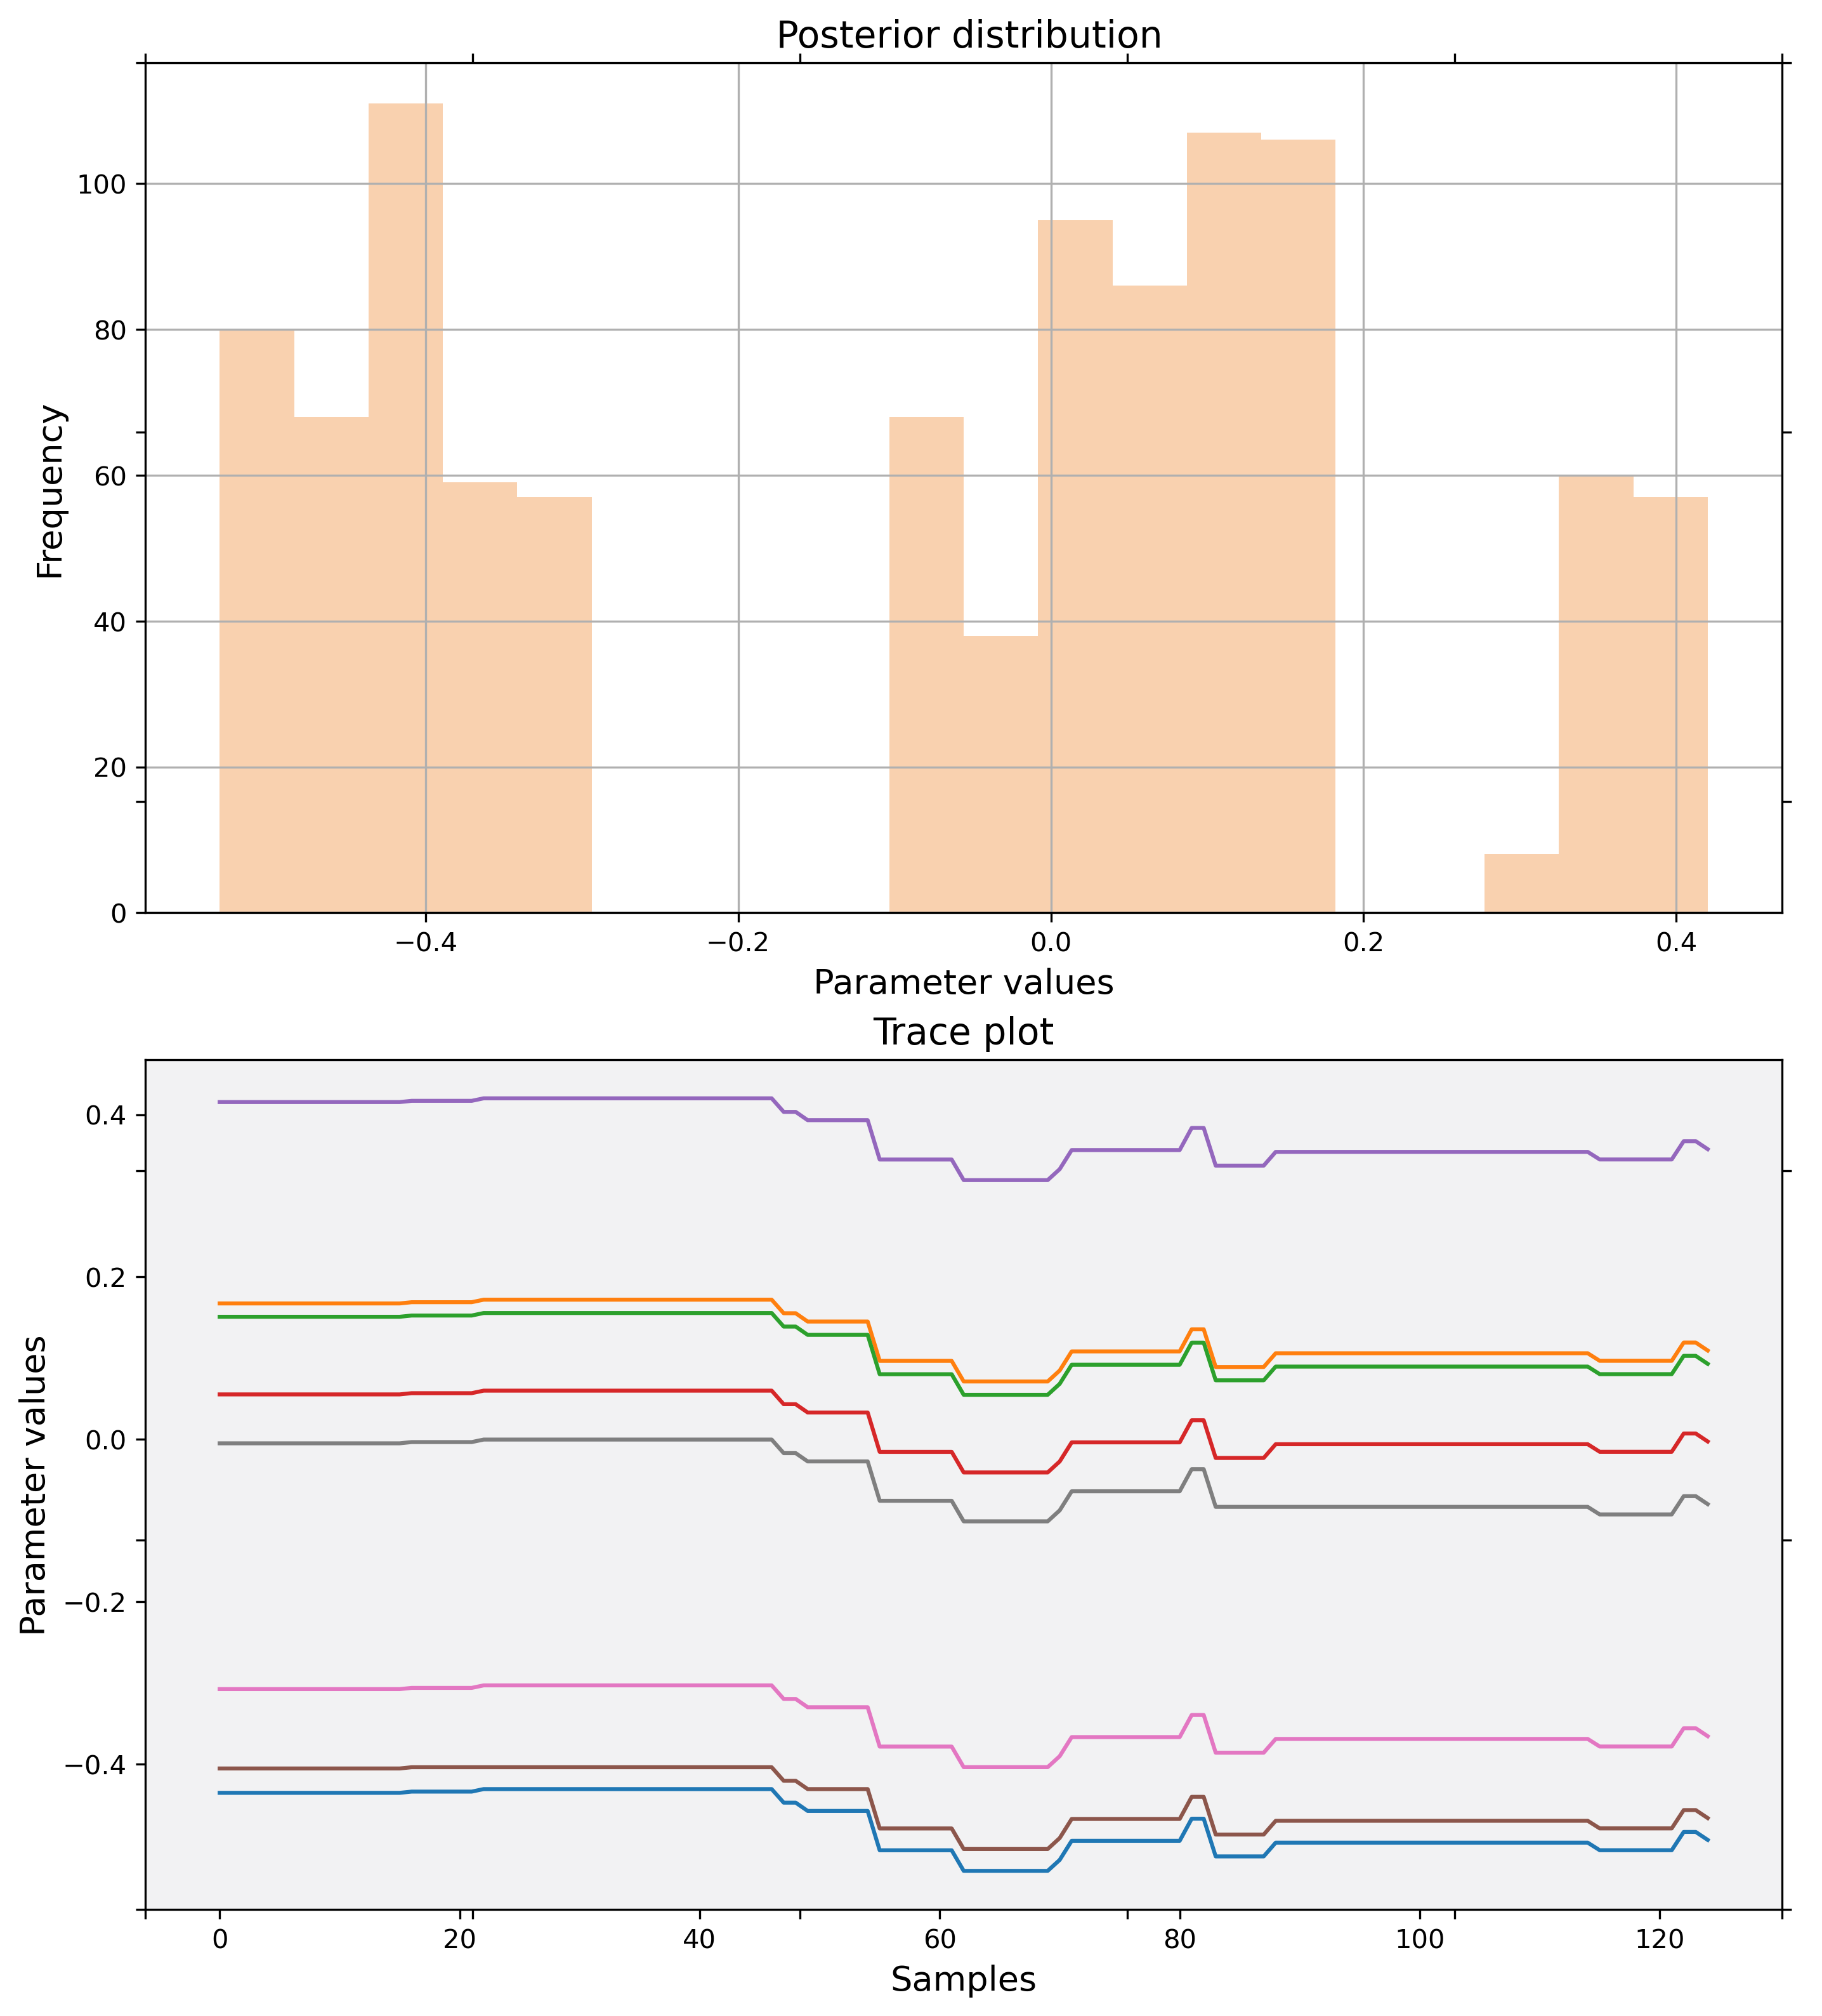 Posterior distribution
100
80
60
40
20
0
Frequency
−0.4 −0.2 0.0 0.2 0.4
Parameter values
Trace plot
0.4
0.2
0.0
−0.2
−0.4
Parameter values
0 20 40 60 80 100 120
Samples